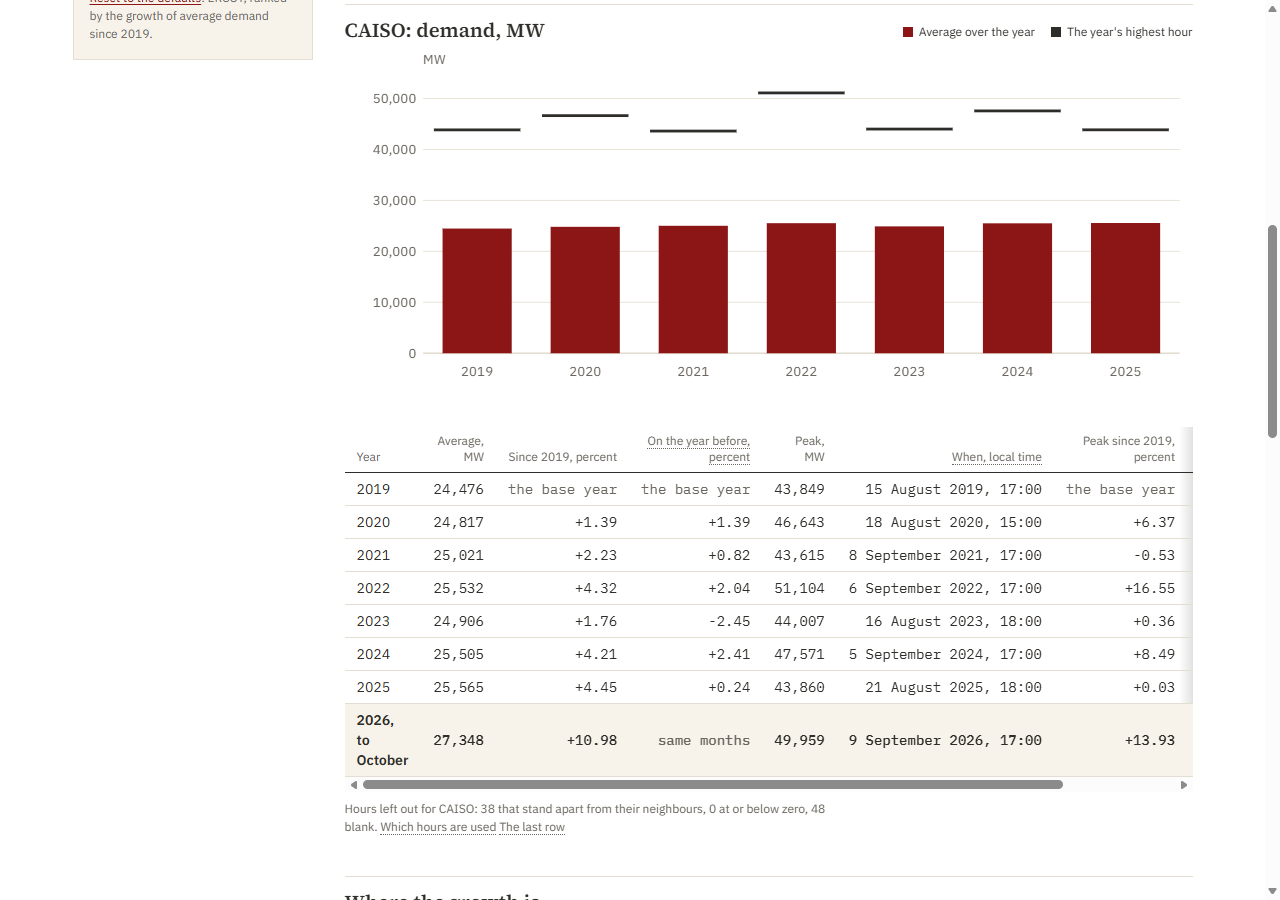 by the growth of average demand
since 2019.
CAISO: demand, MW
Average over the year
The year's highest hour
MW
50,000
40,000
30,000
20,000
10,000
0
2019 2020 2021 2022 2023 2024 2025
Year Average, MW Since 2019, percent On the year before, percent Peak, MW When, local time Peak since 2019, percent
2019 24,476 the base year the base year 43,849 15 August 2019, 17:00 the base year
2020 24,817 +1.39 +1.39 46,643 18 August 2020, 15:00 +6.37
2021 25,021 +2.23 +0.82 43,615 8 September 2021, 17:00 -0.53
2022 25,532 +4.32 +2.04 51,104 6 September 2022, 17:00 +16.55
2023 24,906 +1.76 -2.45 44,007 16 August 2023, 18:00 +0.36
2024 25,505 +4.21 +2.41 47,571 5 September 2024, 17:00 +8.49
2025 25,565 +4.45 +0.24 43,860 21 August 2025, 18:00 +0.03
2026, to October 27,348 +10.98 same months 49,959 9 September 2026, 17:00 +13.93
Hours left out for CAISO: 38 that stand apart from their neighbours, 0 at or below zero, 48
blank. Which hours are used The last row
Where the growth is